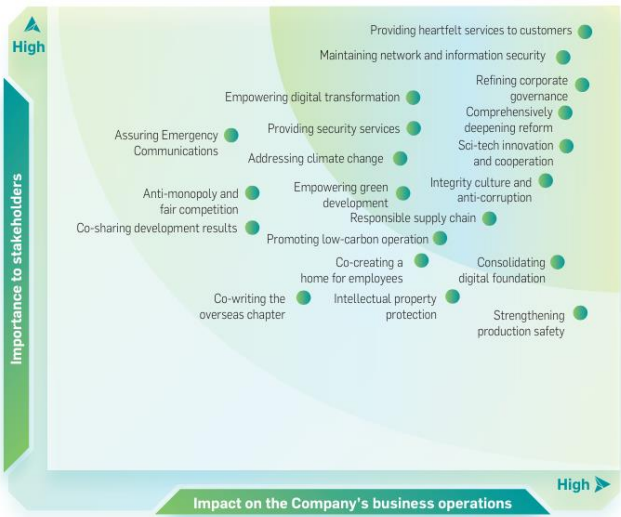 High
Importance to stakeholders
Providing heartfelt services to customers
Maintaining network and information security
Refining corporate
governance
Empowering digital transformation
Comprehensively
deepening reform
Providing security services
Assuring Emergency
Communications
Sci-tech innovation
and cooperation
Addressing climate change
Integrity culture and
anti-corruption
Empowering green
development
Anti-monopoly and
fair competition
Responsible supply chain
Co-sharing development results
Promoting low-carbon operation
Co-creating a
home for employees
Consolidating
digital foundation
Co-writing the
overseas chapter
Intellectual property
protection
Strengthening
production safety
High
Impact on the Company's business operations